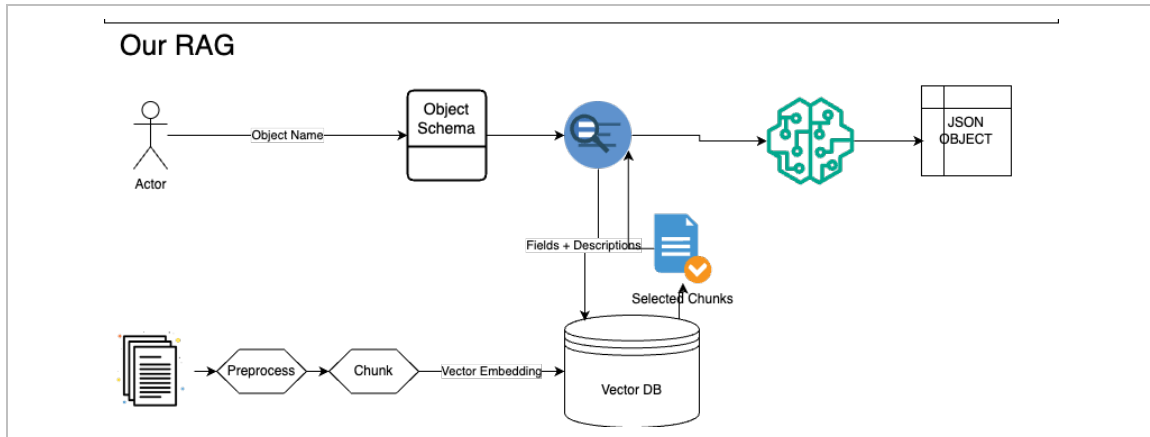 Our RAG
Object Name
Object
Schema
JSON
OBJECT
Actor
Fields + Descriptions
Selected Chunks
Preprocess
Chunk
Vector Embedding
Vector DB